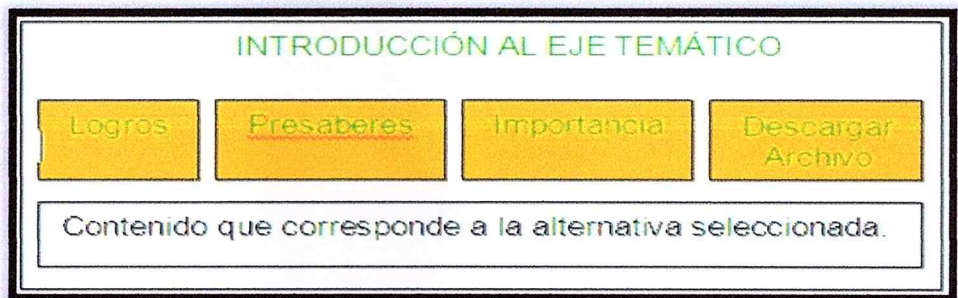 INTRODUCCIÓN AL EJE TEMÁTICO
Logros
Presaberes
Importancia
Descargar
Archivo
Contenido que corresponde a la alternativa seleccionada.